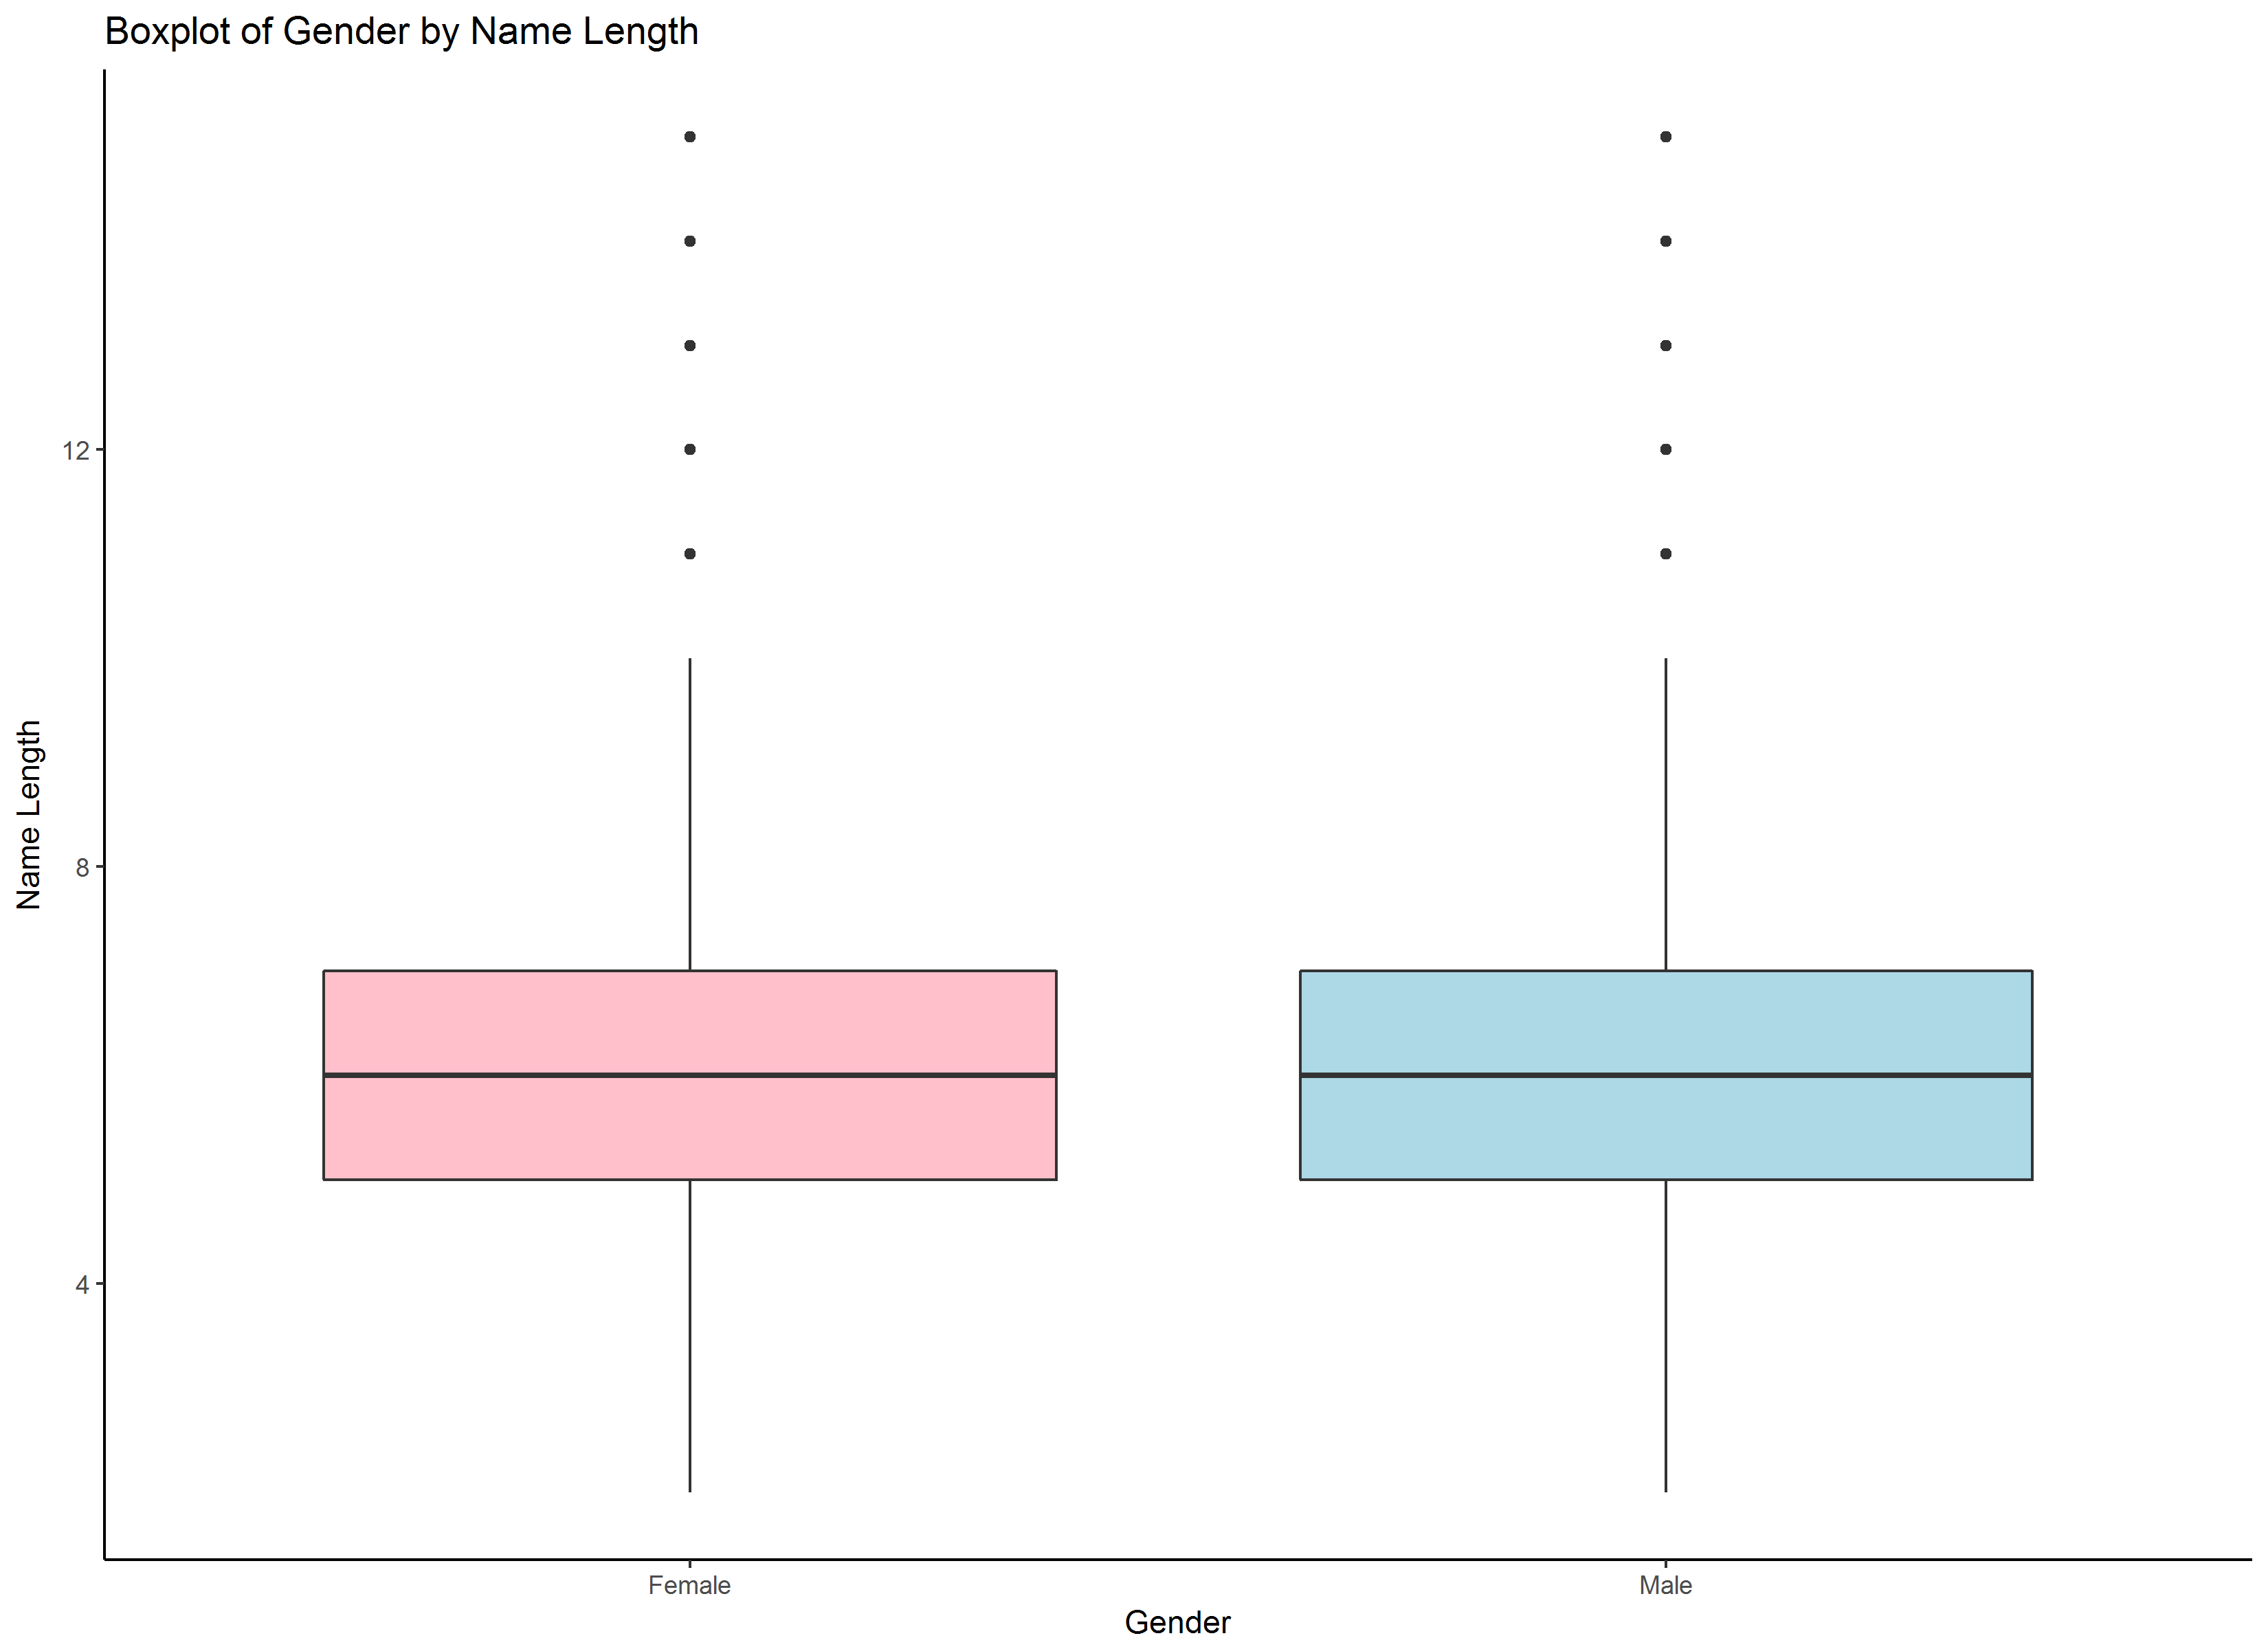 Boxplot of Gender by Name Length
12
8
4
Name Length
Female
Male
Gender